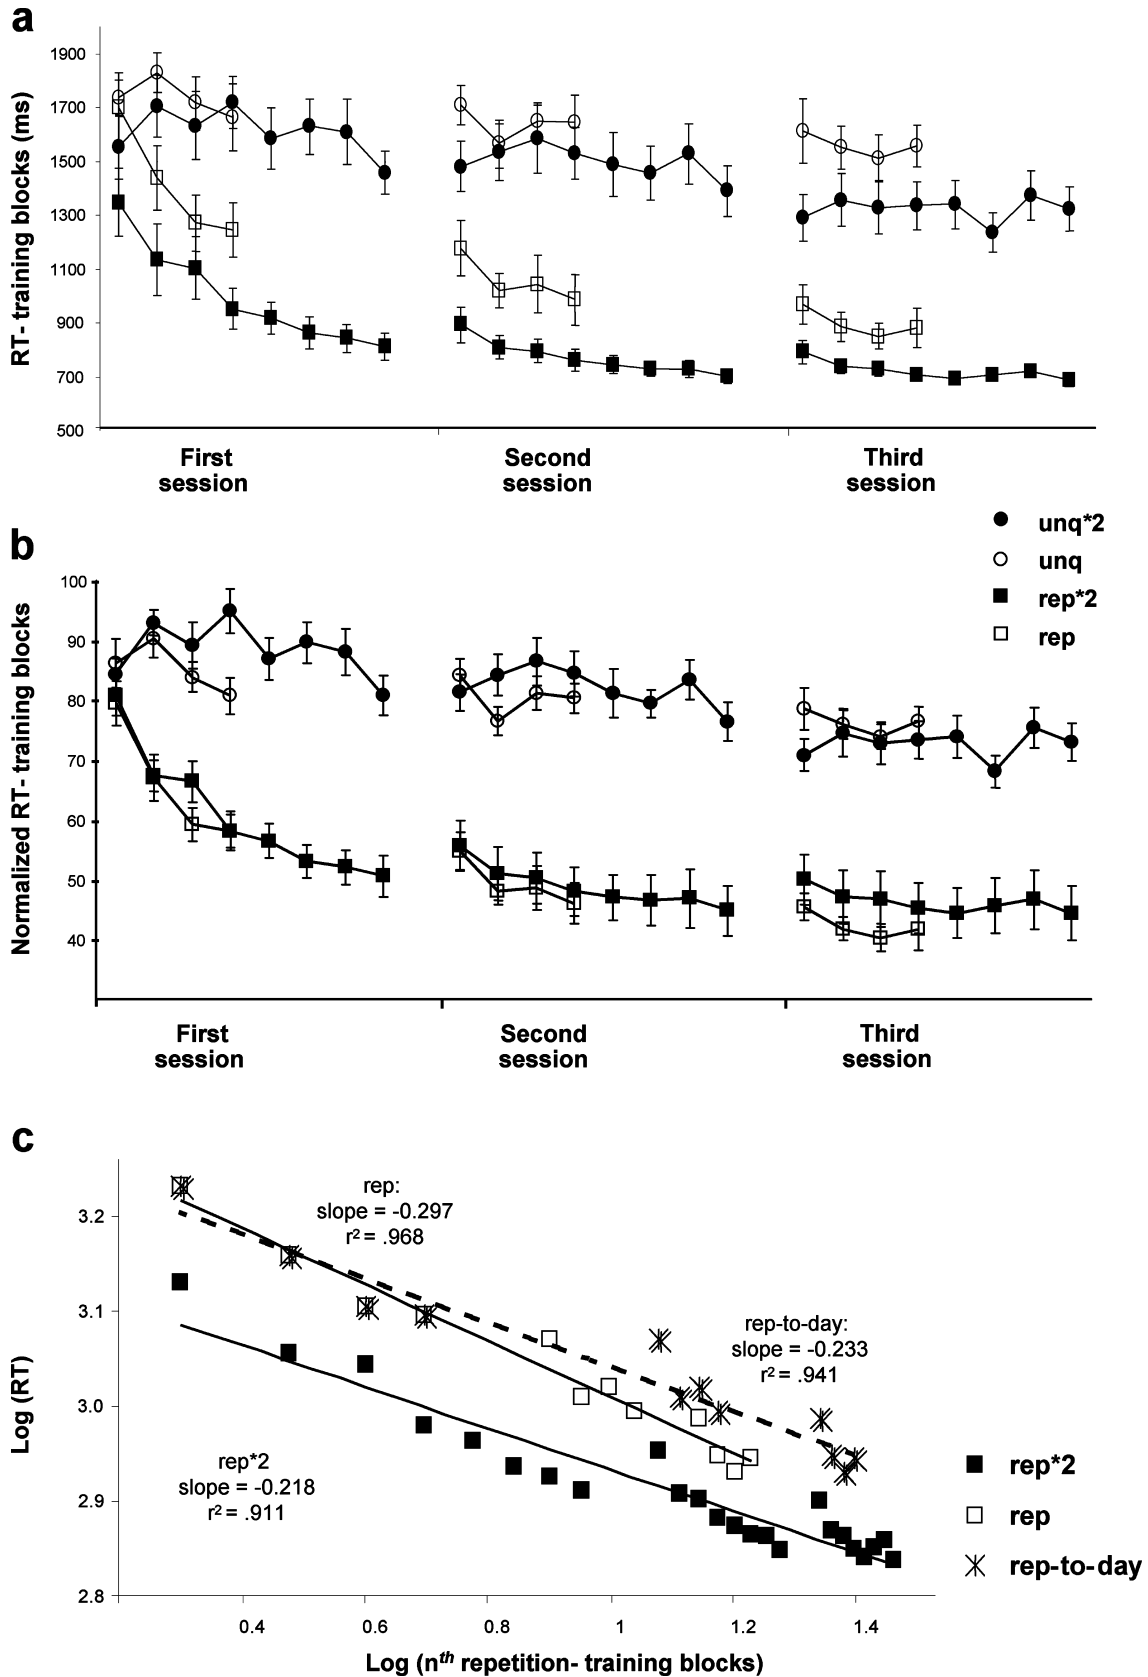 a
RT- training blocks (ms)
1900
1700
1500
1300
1100
900
700
500
First
session
Second
session
Third
session
unq*2
unq
rep*2
rep
b
Normalized RT- training blocks
100
90
80
70
60
50
40
First
session
Second
session
Third
session
c
Log (RT)
3.2
3.1
3.0
2.9
2.8
rep:
slope = -0.297
r² = .968
rep-to-day:
slope = -0.233
r² = .941
rep*2
slope = -0.218
r² = .911
rep*2
rep
rep-to-day
0.4 0.6 0.8 1 1.2 1.4
Log (nth repetition- training blocks)